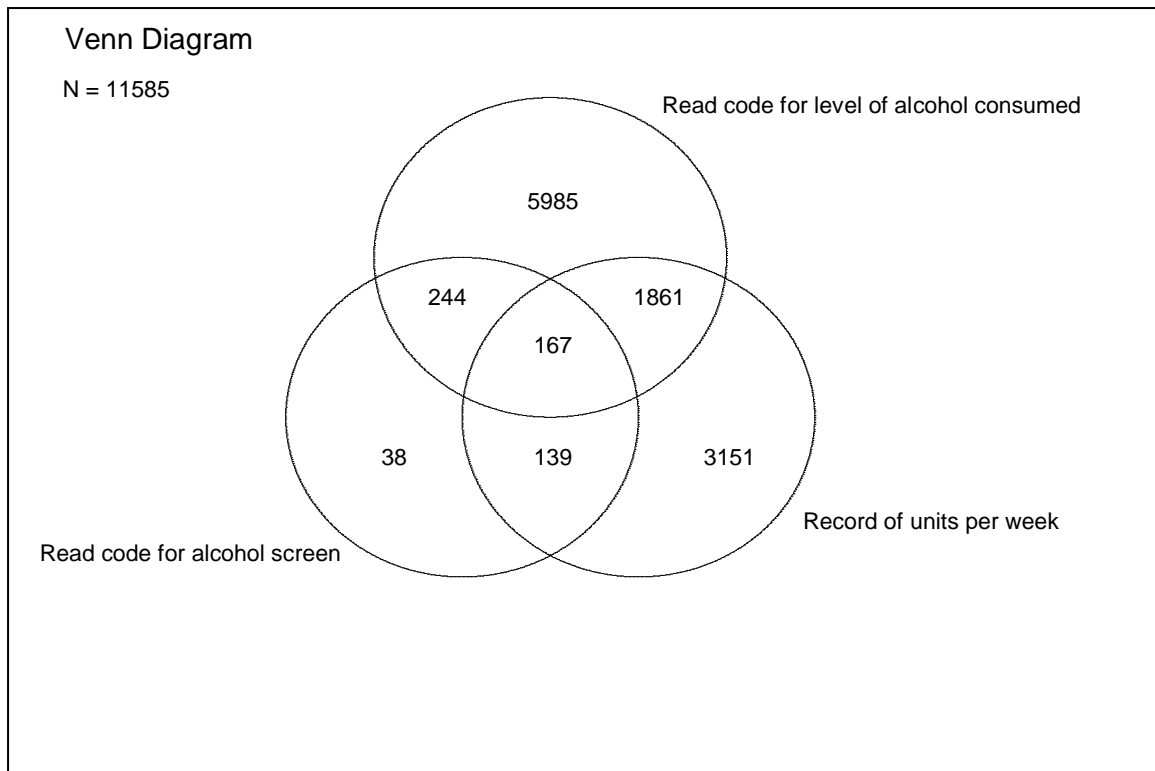 Venn Diagram
N = 11585
Read code for level of alcohol consumed
5985
244
1861
167
38
139
3151
Record of units per week
Read code for alcohol screen